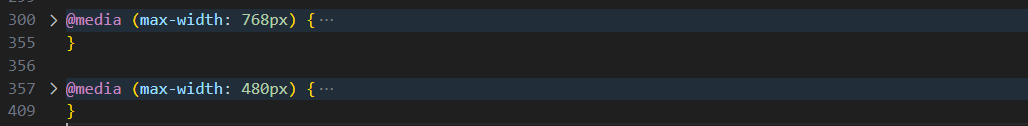 300 @media (max-width: 768px) {···
355 }
356
357 @media (max-width: 480px) {···
409 }